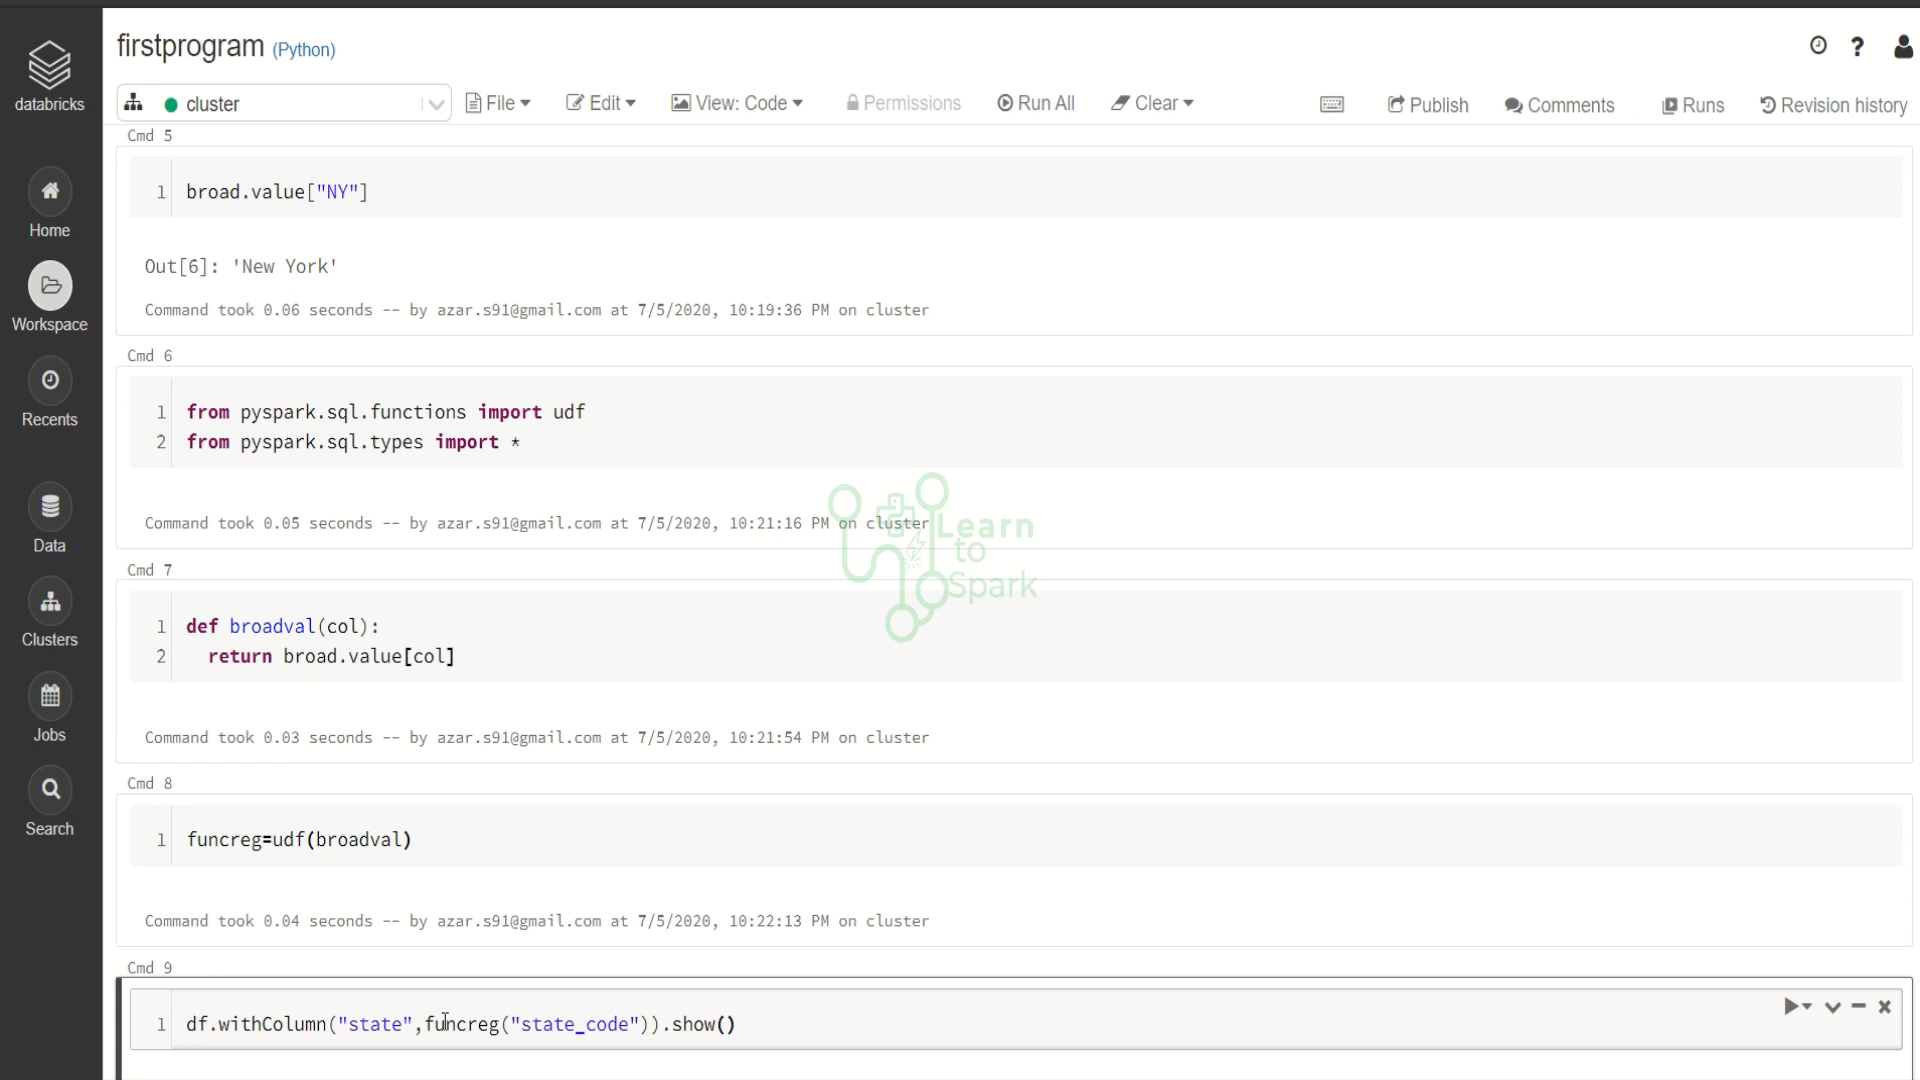 firstprogram (Python)
databricks
cluster
File
Edit
View: Code
Permissions
Run All
Clear
Publish
Comments
Runs
Revision history
Home
Workspace
Recents
Data
Clusters
Jobs
Search
Cmd 5
1 broad.value["NY"]
Out[6]: 'New York'
Command took 0.06 seconds -- by azar.s91@gmail.com at 7/5/2020, 10:19:36 PM on cluster
Cmd 6
1 from pyspark.sql.functions import udf
2 from pyspark.sql.types import *
Command took 0.05 seconds -- by azar.s91@gmail.com at 7/5/2020, 10:21:16 PM on cluster
Learn
to
Spark
Cmd 7
1 def broadval(col):
2 return broad.value[col]
Command took 0.03 seconds -- by azar.s91@gmail.com at 7/5/2020, 10:21:54 PM on cluster
Cmd 8
1 funcreg=udf(broadval)
Command took 0.04 seconds -- by azar.s91@gmail.com at 7/5/2020, 10:22:13 PM on cluster
Cmd 9
1 df.withColumn("state",funcreg("state_code")).show()